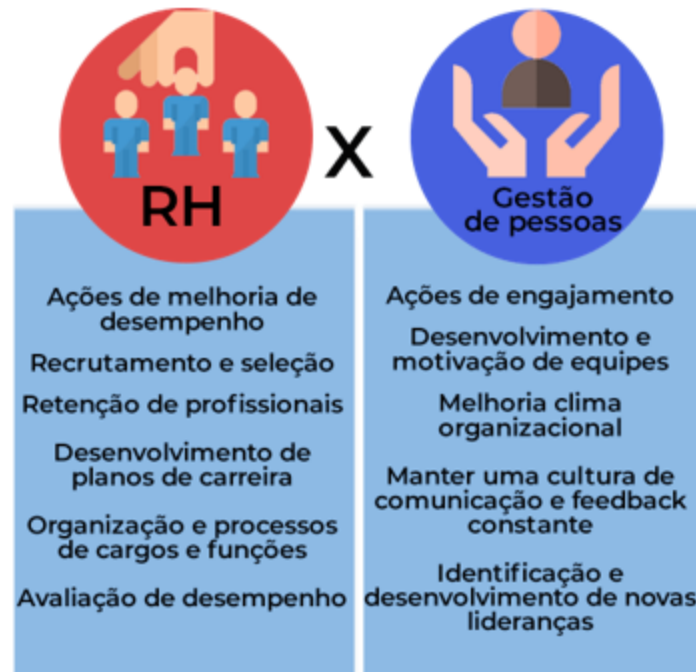 RH
X
Gestão
de pessoas
Ações de melhoria de
desempenho
Recrutamento e seleção
Retenção de profissionais
Desenvolvimento de
planos de carreira
Organização e processos
de cargos e funções
Avaliação de desempenho
Ações de engajamento
Desenvolvimento e
motivação de equipes
Melhoria clima
organizacional
Manter uma cultura de
comunicação e feedback
constante
Identificação e
desenvolvimento de novas
lideranças